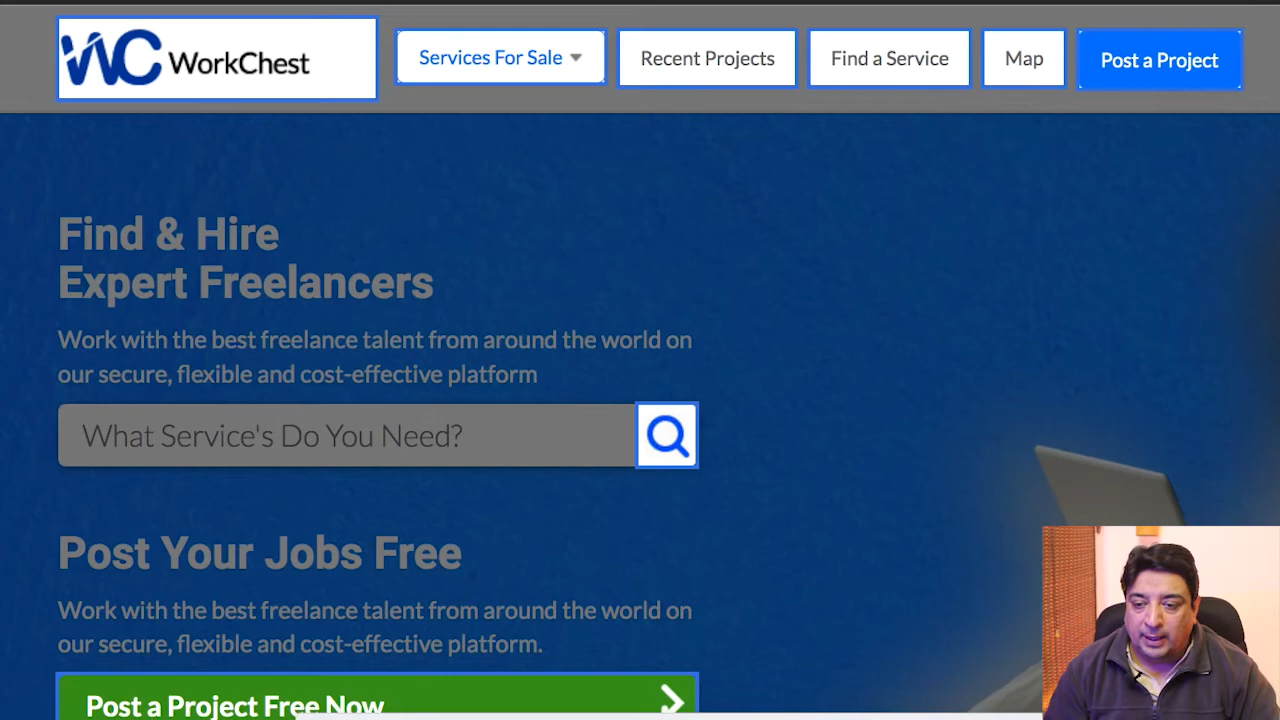 WC WorkChest
Services For Sale
Recent Projects
Find a Service
Map
Post a Project
Find & Hire
Expert Freelancers
Work with the best freelance talent from around the world on
our secure, flexible and cost-effective platform
What Service's Do You Need?
Post Your Jobs Free
Work with the best freelance talent from around the world on
our secure, flexible and cost-effective platform.
Post a Project Free Now